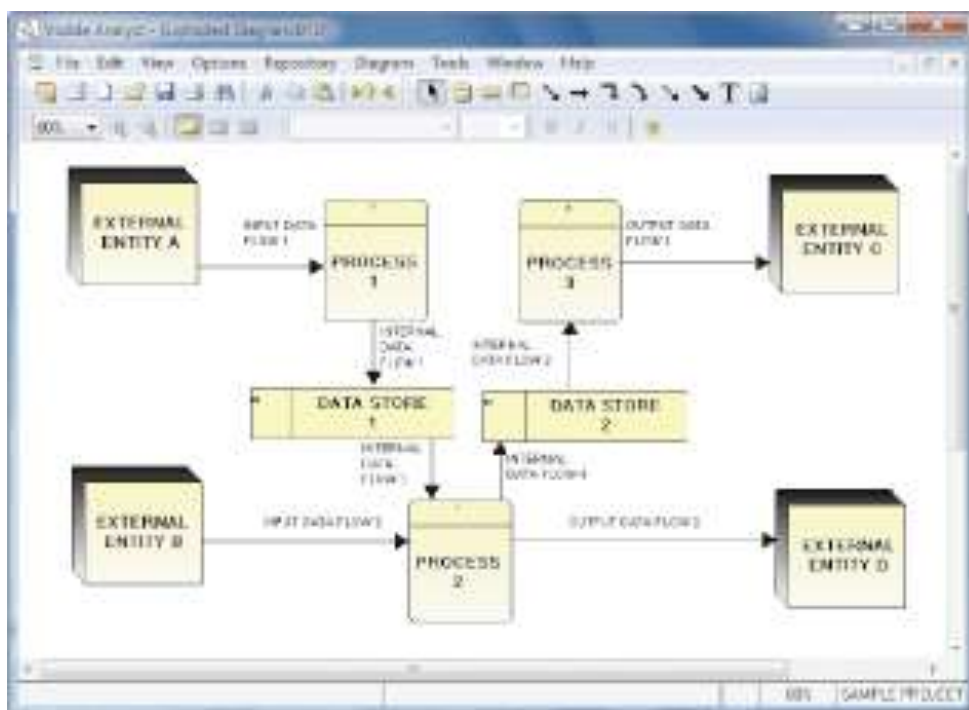 Visible Analyst - [Untitled Diagram DFD]
File Edit View Options Repository Diagram Tools Window Help
80%
T
EXTERNAL
ENTITY A
INPUT DATA
FLOW 1
PROCESS
1
PROCESS
3
OUTPUT DATA
FLOW 1
EXTERNAL
ENTITY C
INTERNAL
DATA
FLOW 1
INTERNAL
DATA FLOW
DATA STORE
1
DATA STORE
2
INTERNAL
DATA
FLOW
INTERNAL
DATA FLOW
EXTERNAL
ENTITY B
INPUT DATA FLOW 2
PROCESS
2
OUTPUT DATA FLOW 2
EXTERNAL
ENTITY D
80%
SAMPLE PROJECT